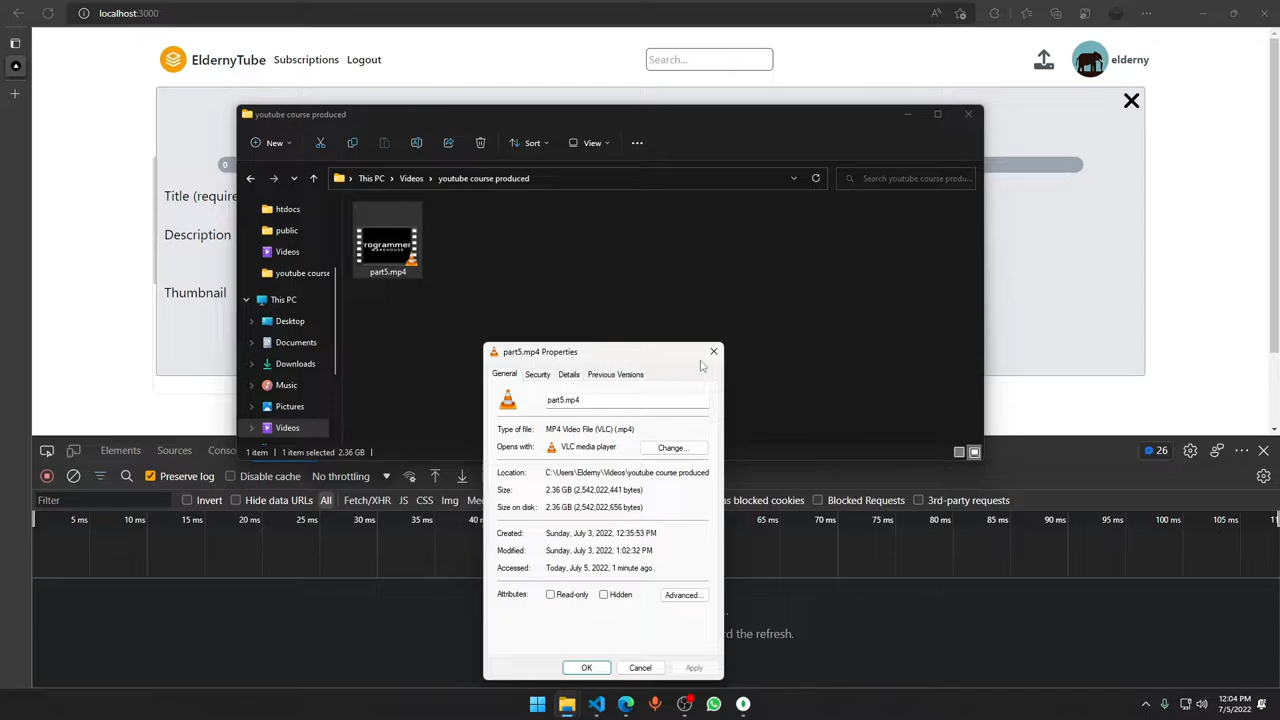 localhost:3000
EldernyTube Subscriptions Logout
Search...
elderny
youtube course produced
New
Sort
View
This PC
Videos
youtube course produced
Search youtube course produ...
0
Title (require
Description
Thumbnail
htdocs
public
Videos
youtube course
This PC
Desktop
Documents
Downloads
Music
Pictures
Videos
rogrammer
WAREHOUSE
part5.mp4
1 item
1 item selected 2.36 GB
part5.mp4 Properties
General Security Details Previous Versions
part5.mp4
Type of file: MP4 Video File (VLC) (.mp4)
Opens with: VLC media player Change...
Location: C:\Users\Elderny\Videos\youtube course produced
Size: 2.36 GB (2,542,022,441 bytes)
Size on disk: 2.36 GB (2,542,022,656 bytes)
Created: Sunday, July 3, 2022, 12:35:53 PM
Modified: Sunday, July 3, 2022, 1:02:32 PM
Accessed: Today, July 5, 2022, 1 minute ago
Attributes: Read-only Hidden Advanced...
OK Cancel Apply
Elements Sources Conso
26
Preserve log Disable cache No throttling
Filter Invert Hide data URLs All Fetch/XHR JS CSS Img Me
ns blocked cookies Blocked Requests 3rd-party requests
5 ms 10 ms 15 ms 20 ms 25 ms 30 ms 35 ms 40
65 ms 70 ms 75 ms 80 ms 85 ms 90 ms 95 ms 100 ms 105 ms 11
...
rd the refresh.
12:04 PM
7/5/2022